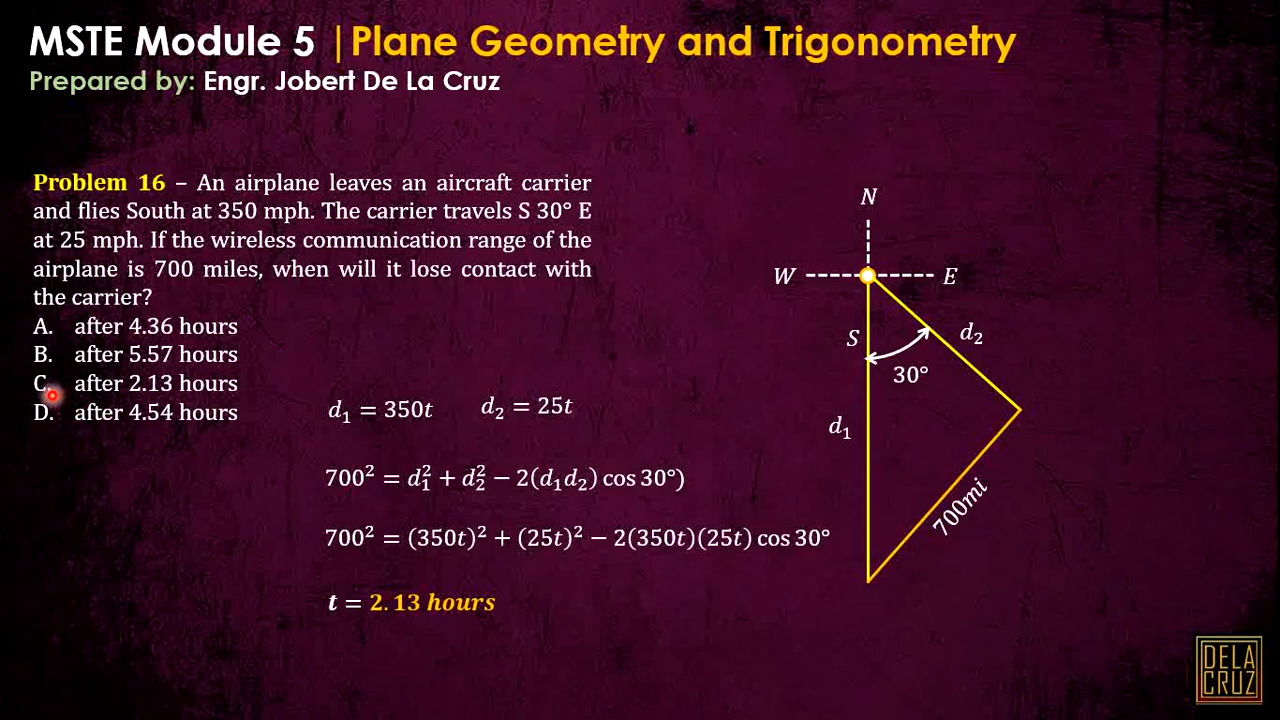 MSTE Module 5 | Plane Geometry and Trigonometry
Prepared by: Engr. Jobert De La Cruz
Problem 16 – An airplane leaves an aircraft carrier
and flies South at 350 mph. The carrier travels S 30° E
at 25 mph. If the wireless communication range of the
airplane is 700 miles, when will it lose contact with
the carrier?
A. after 4.36 hours
B. after 5.57 hours
C. after 2.13 hours
D. after 4.54 hours
d₁ = 350t d₂ = 25t
700² = d₁² + d₂² − 2(d₁d₂) cos 30°)
700² = (350t)² + (25t)² − 2(350t)(25t) cos 30°
t = 2.13 hours
N
W E
S d₂
30°
d₁
700mi
DELA
CRUZ